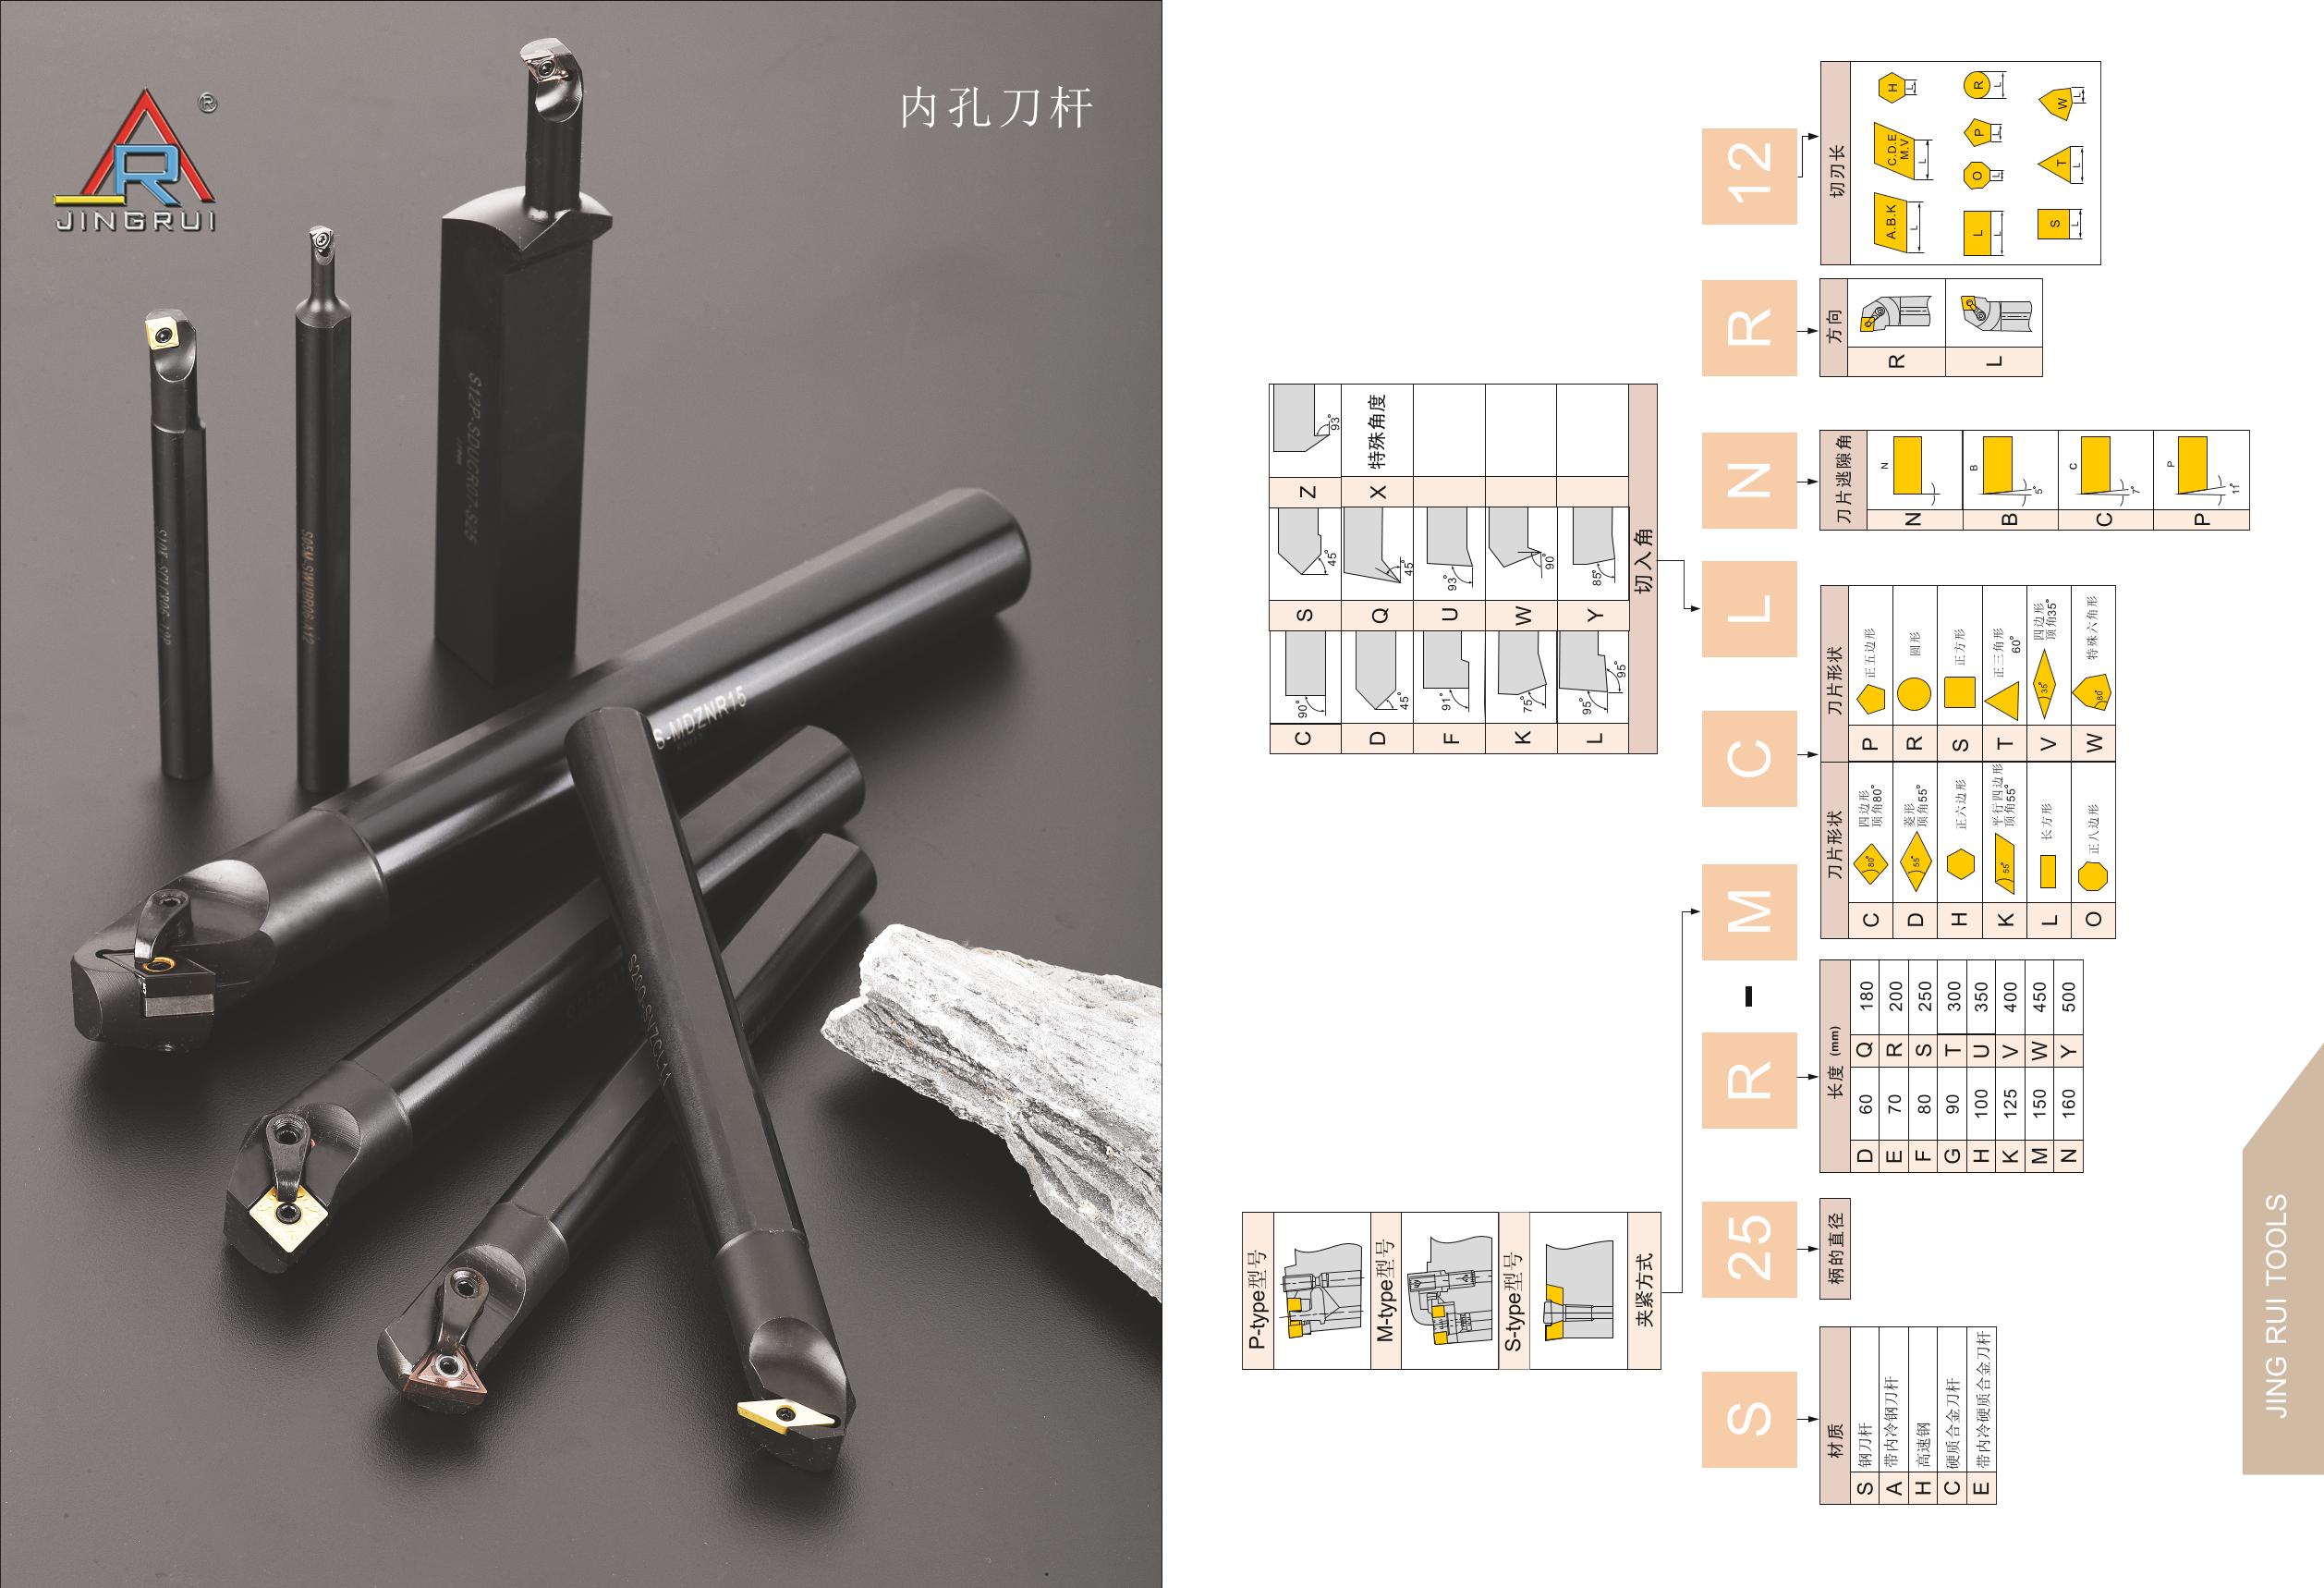 ®
JINGRUI
内孔刀杆
S12P-SDUCR07-S25
S-MDZNR15
S20Q-SVZCL11
S
25
R
-
M
C
L
N
R
12
材质
S 钢刀杆
A 带内冷钢刀杆
H 高速钢
C 硬质合金刀杆
E 带内冷硬质合金刀杆
柄的直径
长度 (mm)
D 60 Q 180
E 70 R 200
F 80 S 250
G 90 T 300
H 100 U 350
K 125 V 400
M 150 W 450
N 160 Y 500
P-type型号
M-type型号
S-type型号
夹紧方式
刀片形状 刀片形状
C 80° 四边形 顶角80° P 正五边形
D 55° 菱形 顶角55° R 圆形
H 正六边形 S 正方形
K 55° 平行四边形 顶角55° T 正三角形 60°
L 长方形 V 35° 四边形 顶角35°
O 正八边形 W 80° 特殊六角形
C 90° S 45° Z 93°
D 45° Q 45° X 特殊角度
F 91° U 93°
K 75° W 90°
L 95° 95° Y 85°
切入角
刀片逃隙角
N N
B B 5°
C C 7°
P P 11°
方向
R
L
切刃长
A.B.K L C.D.E M.V L H L
L L O L P L R L
S L T L W L
JING RUI TOOLS